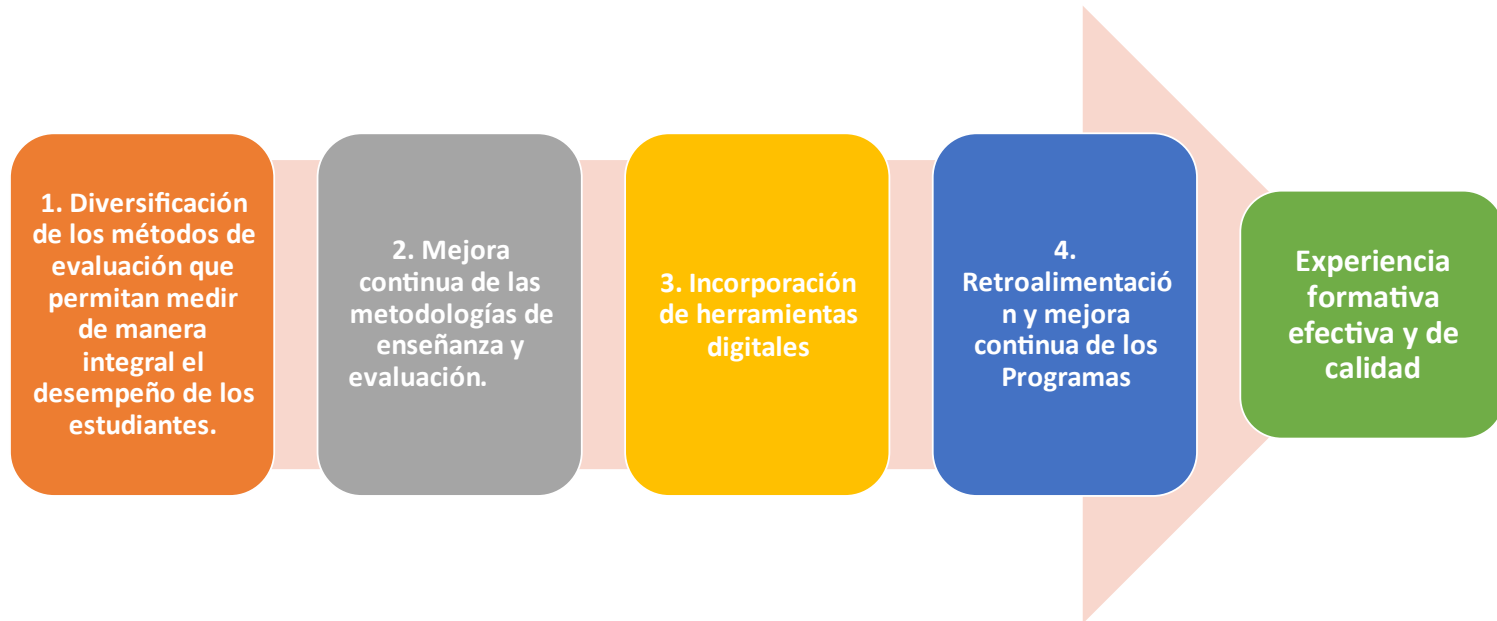 1. Diversificación
de los métodos de
evaluación que
permitan medir
de manera
integral el
desempeño de los
estudiantes.
2. Mejora
continua de las
metodologías de
enseñanza y
evaluación.
3. Incorporación
de herramientas
digitales
4.
Retroalimentació
n y mejora
continua de los
Programas
Experiencia
formativa
efectiva y de
calidad